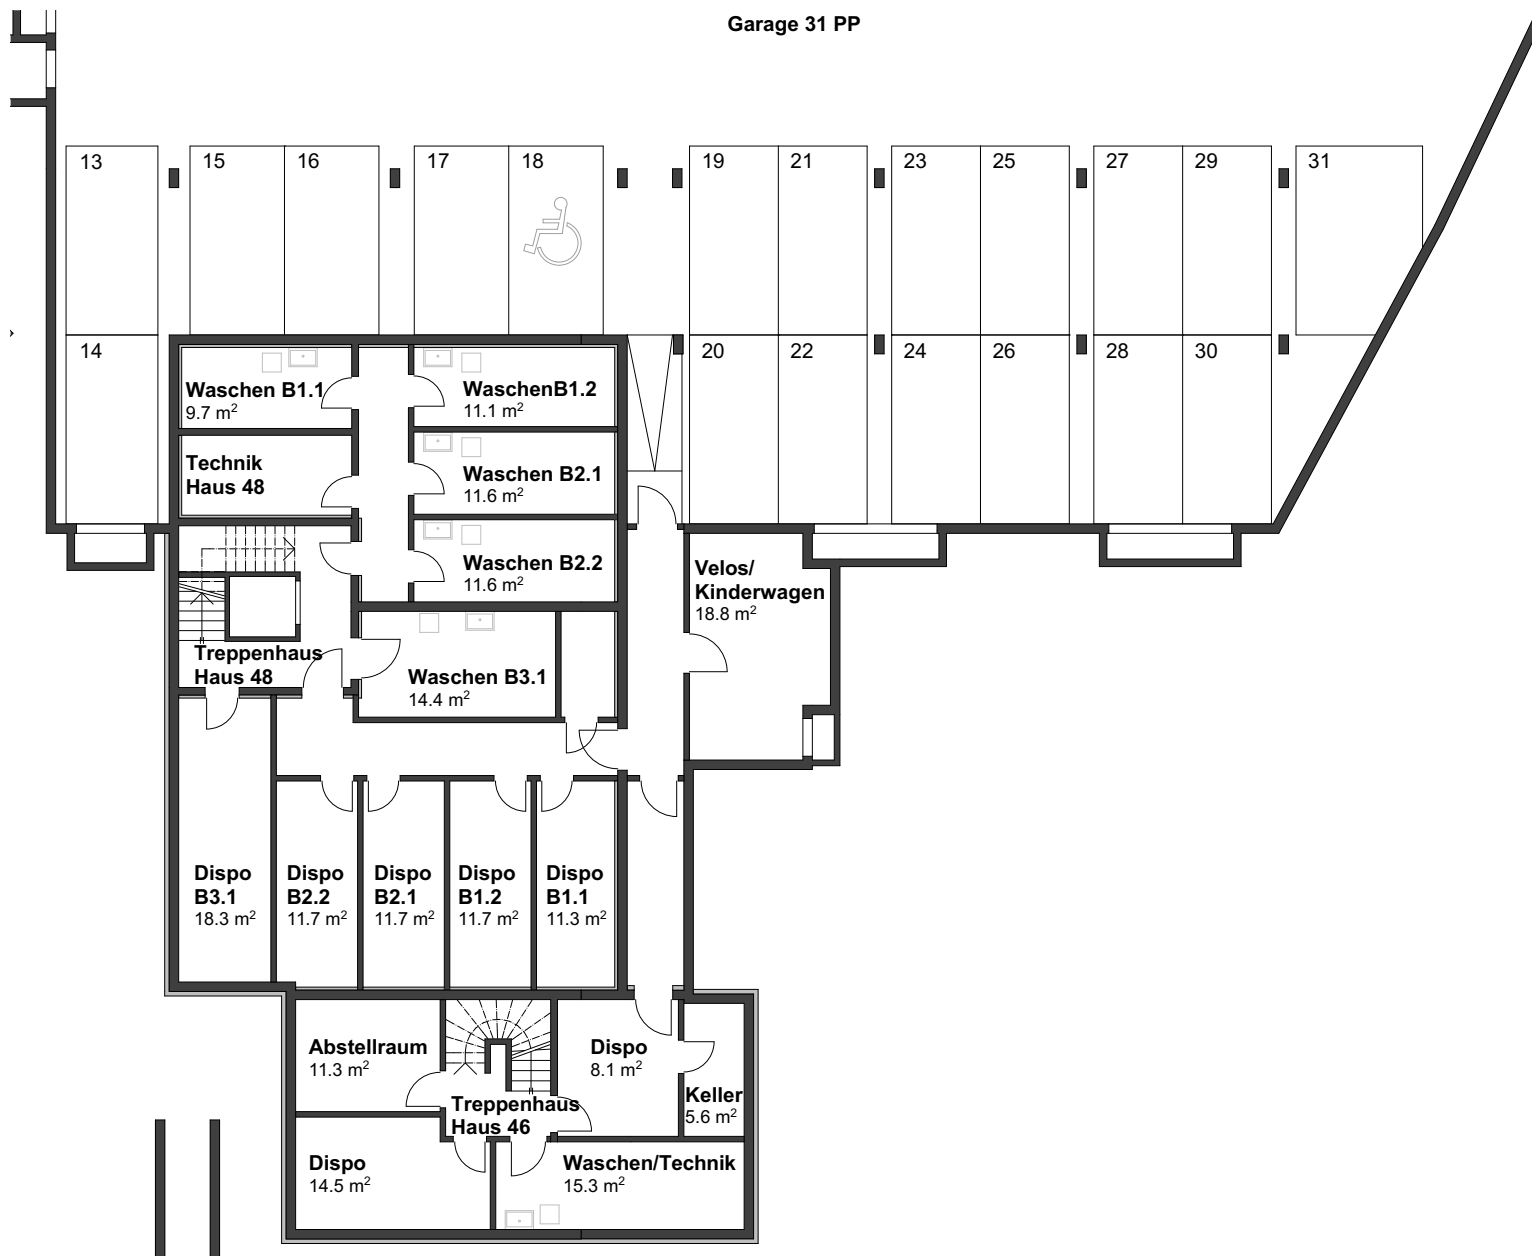 Garage 31 PP
13
15
16
17
18
19
21
23
25
27
29
31
14
20
22
24
26
28
30
Waschen B1.1
9.7 m²
WaschenB1.2
11.1 m²
Technik
Haus 48
Waschen B2.1
11.6 m²
Waschen B2.2
11.6 m²
Velos/
Kinderwagen
18.8 m²
Treppenhaus
Haus 48
Waschen B3.1
14.4 m²
Dispo
B3.1
18.3 m²
Dispo
B2.2
11.7 m²
Dispo
B2.1
11.7 m²
Dispo
B1.2
11.7 m²
Dispo
B1.1
11.3 m²
Abstellraum
11.3 m²
Dispo
8.1 m²
Keller
5.6 m²
Treppenhaus
Haus 46
Dispo
14.5 m²
Waschen/Technik
15.3 m²